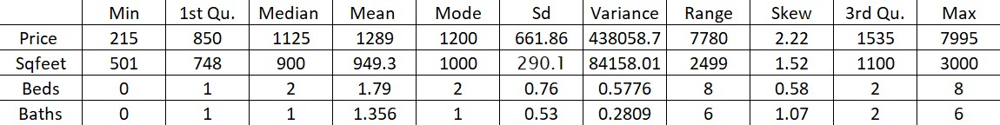 Min 1st Qu. Median Mean Mode Sd Variance Range Skew 3rd Qu. Max
Price 215 850 1125 1289 1200 661.86 438058.7 7780 2.22 1535 7995
Sqfeet 501 748 900 949.3 1000 290.1 84158.01 2499 1.52 1100 3000
Beds 0 1 2 1.79 2 0.76 0.5776 8 0.58 2 8
Baths 0 1 1 1.356 1 0.53 0.2809 6 1.07 2 6